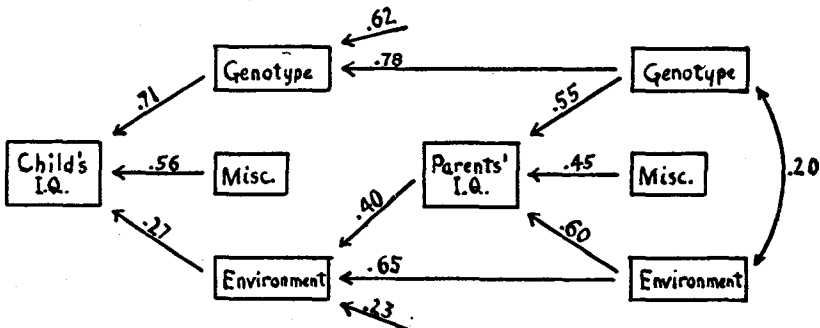 .62
Genotype
.78
Genotype
.71
.55
Child's
I.Q.
.56
Misc.
Parents'
I.Q.
.45
Misc.
.20
.40
.27
.60
Environment
.65
Environment
.23